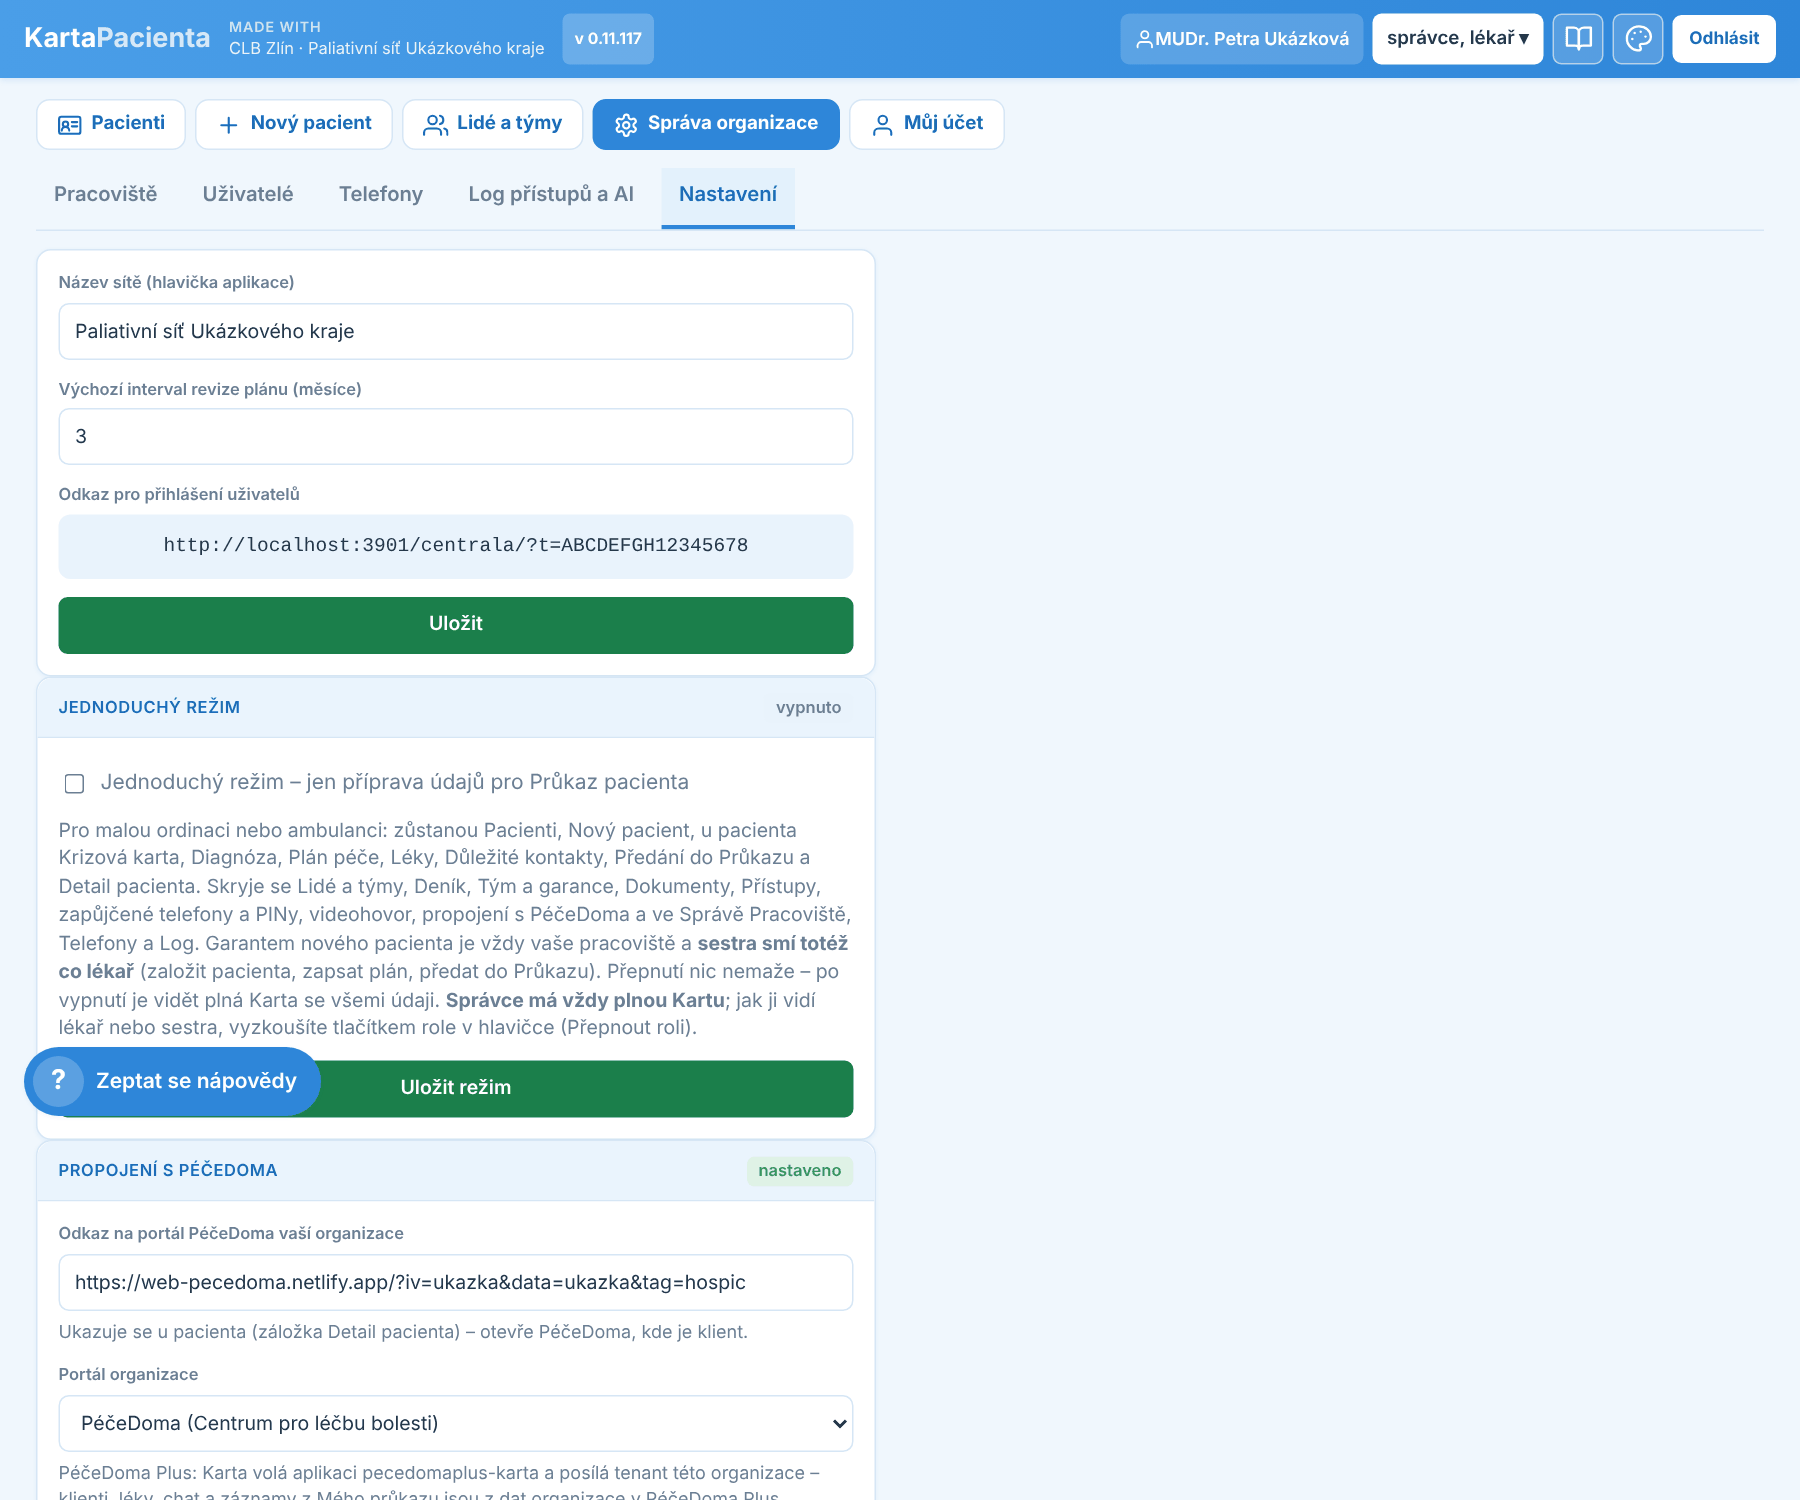 KartaPacienta
MADE WITH
CLB Zlín · Paliativní síť Ukázkového kraje
v 0.11.117
MUDr. Petra Ukázková
správce, lékař ▾
Odhlásit
Pacienti
Nový pacient
Lidé a týmy
Správa organizace
Můj účet
Pracoviště
Uživatelé
Telefony
Log přístupů a AI
Nastavení
Název sítě (hlavička aplikace)
Paliativní síť Ukázkového kraje
Výchozí interval revize plánu (měsíce)
3
Odkaz pro přihlášení uživatelů
http://localhost:3901/centrala/?t=ABCDEFGH12345678
Uložit
JEDNODUCHÝ REŽIM
vypnuto
Jednoduchý režim – jen příprava údajů pro Průkaz pacienta
Pro malou ordinaci nebo ambulanci: zůstanou Pacienti, Nový pacient, u pacienta
Krizová karta, Diagnóza, Plán péče, Léky, Důležité kontakty, Předání do Průkazu a
Detail pacienta. Skryje se Lidé a týmy, Deník, Tým a garance, Dokumenty, Přístupy,
zapůjčené telefony a PINy, videohovor, propojení s PéčeDoma a ve Správě Pracoviště,
Telefony a Log. Garantem nového pacienta je vždy vaše pracoviště a sestra smí totéž
co lékař (založit pacienta, zapsat plán, předat do Průkazu). Přepnutí nic nemaže – po
vypnutí je vidět plná Karta se všemi údaji. Správce má vždy plnou Kartu; jak ji vidí
lékař nebo sestra, vyzkoušíte tlačítkem role v hlavičce (Přepnout roli).
? Zeptat se nápovědy
Uložit režim
PROPOJENÍ S PÉČEDOMA
nastaveno
Odkaz na portál PéčeDoma vaší organizace
https://web-pecedoma.netlify.app/?iv=ukazka&data=ukazka&tag=hospic
Ukazuje se u pacienta (záložka Detail pacienta) – otevře PéčeDoma, kde je klient.
Portál organizace
PéčeDoma (Centrum pro léčbu bolesti)
PéčeDoma Plus: Karta volá aplikaci pecedomaplus-karta a posílá tenant této organizace –
klienti, léky, chat a záznamy z Mého průkazu jsou z dat organizace v PéčeDoma Plus.